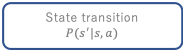 State transition
P(s'|s, a)